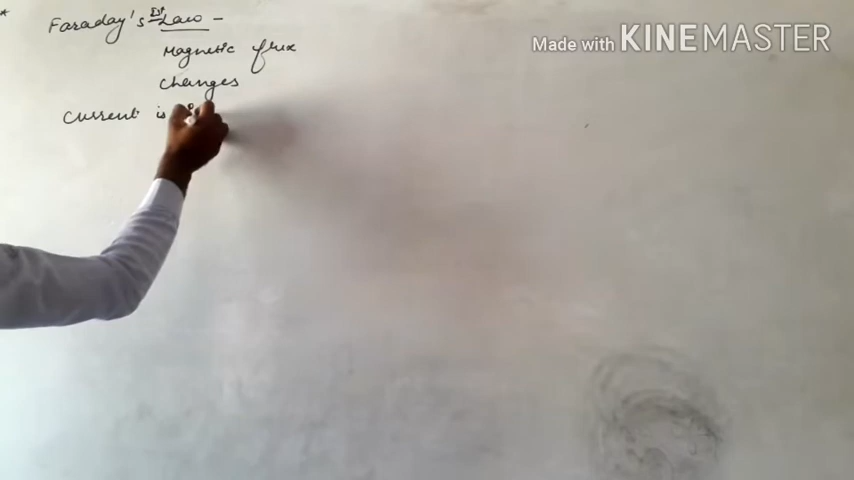 * Faraday's Ist Law -
Magnetic flux
Changes
Current is
Made with KINEMASTER